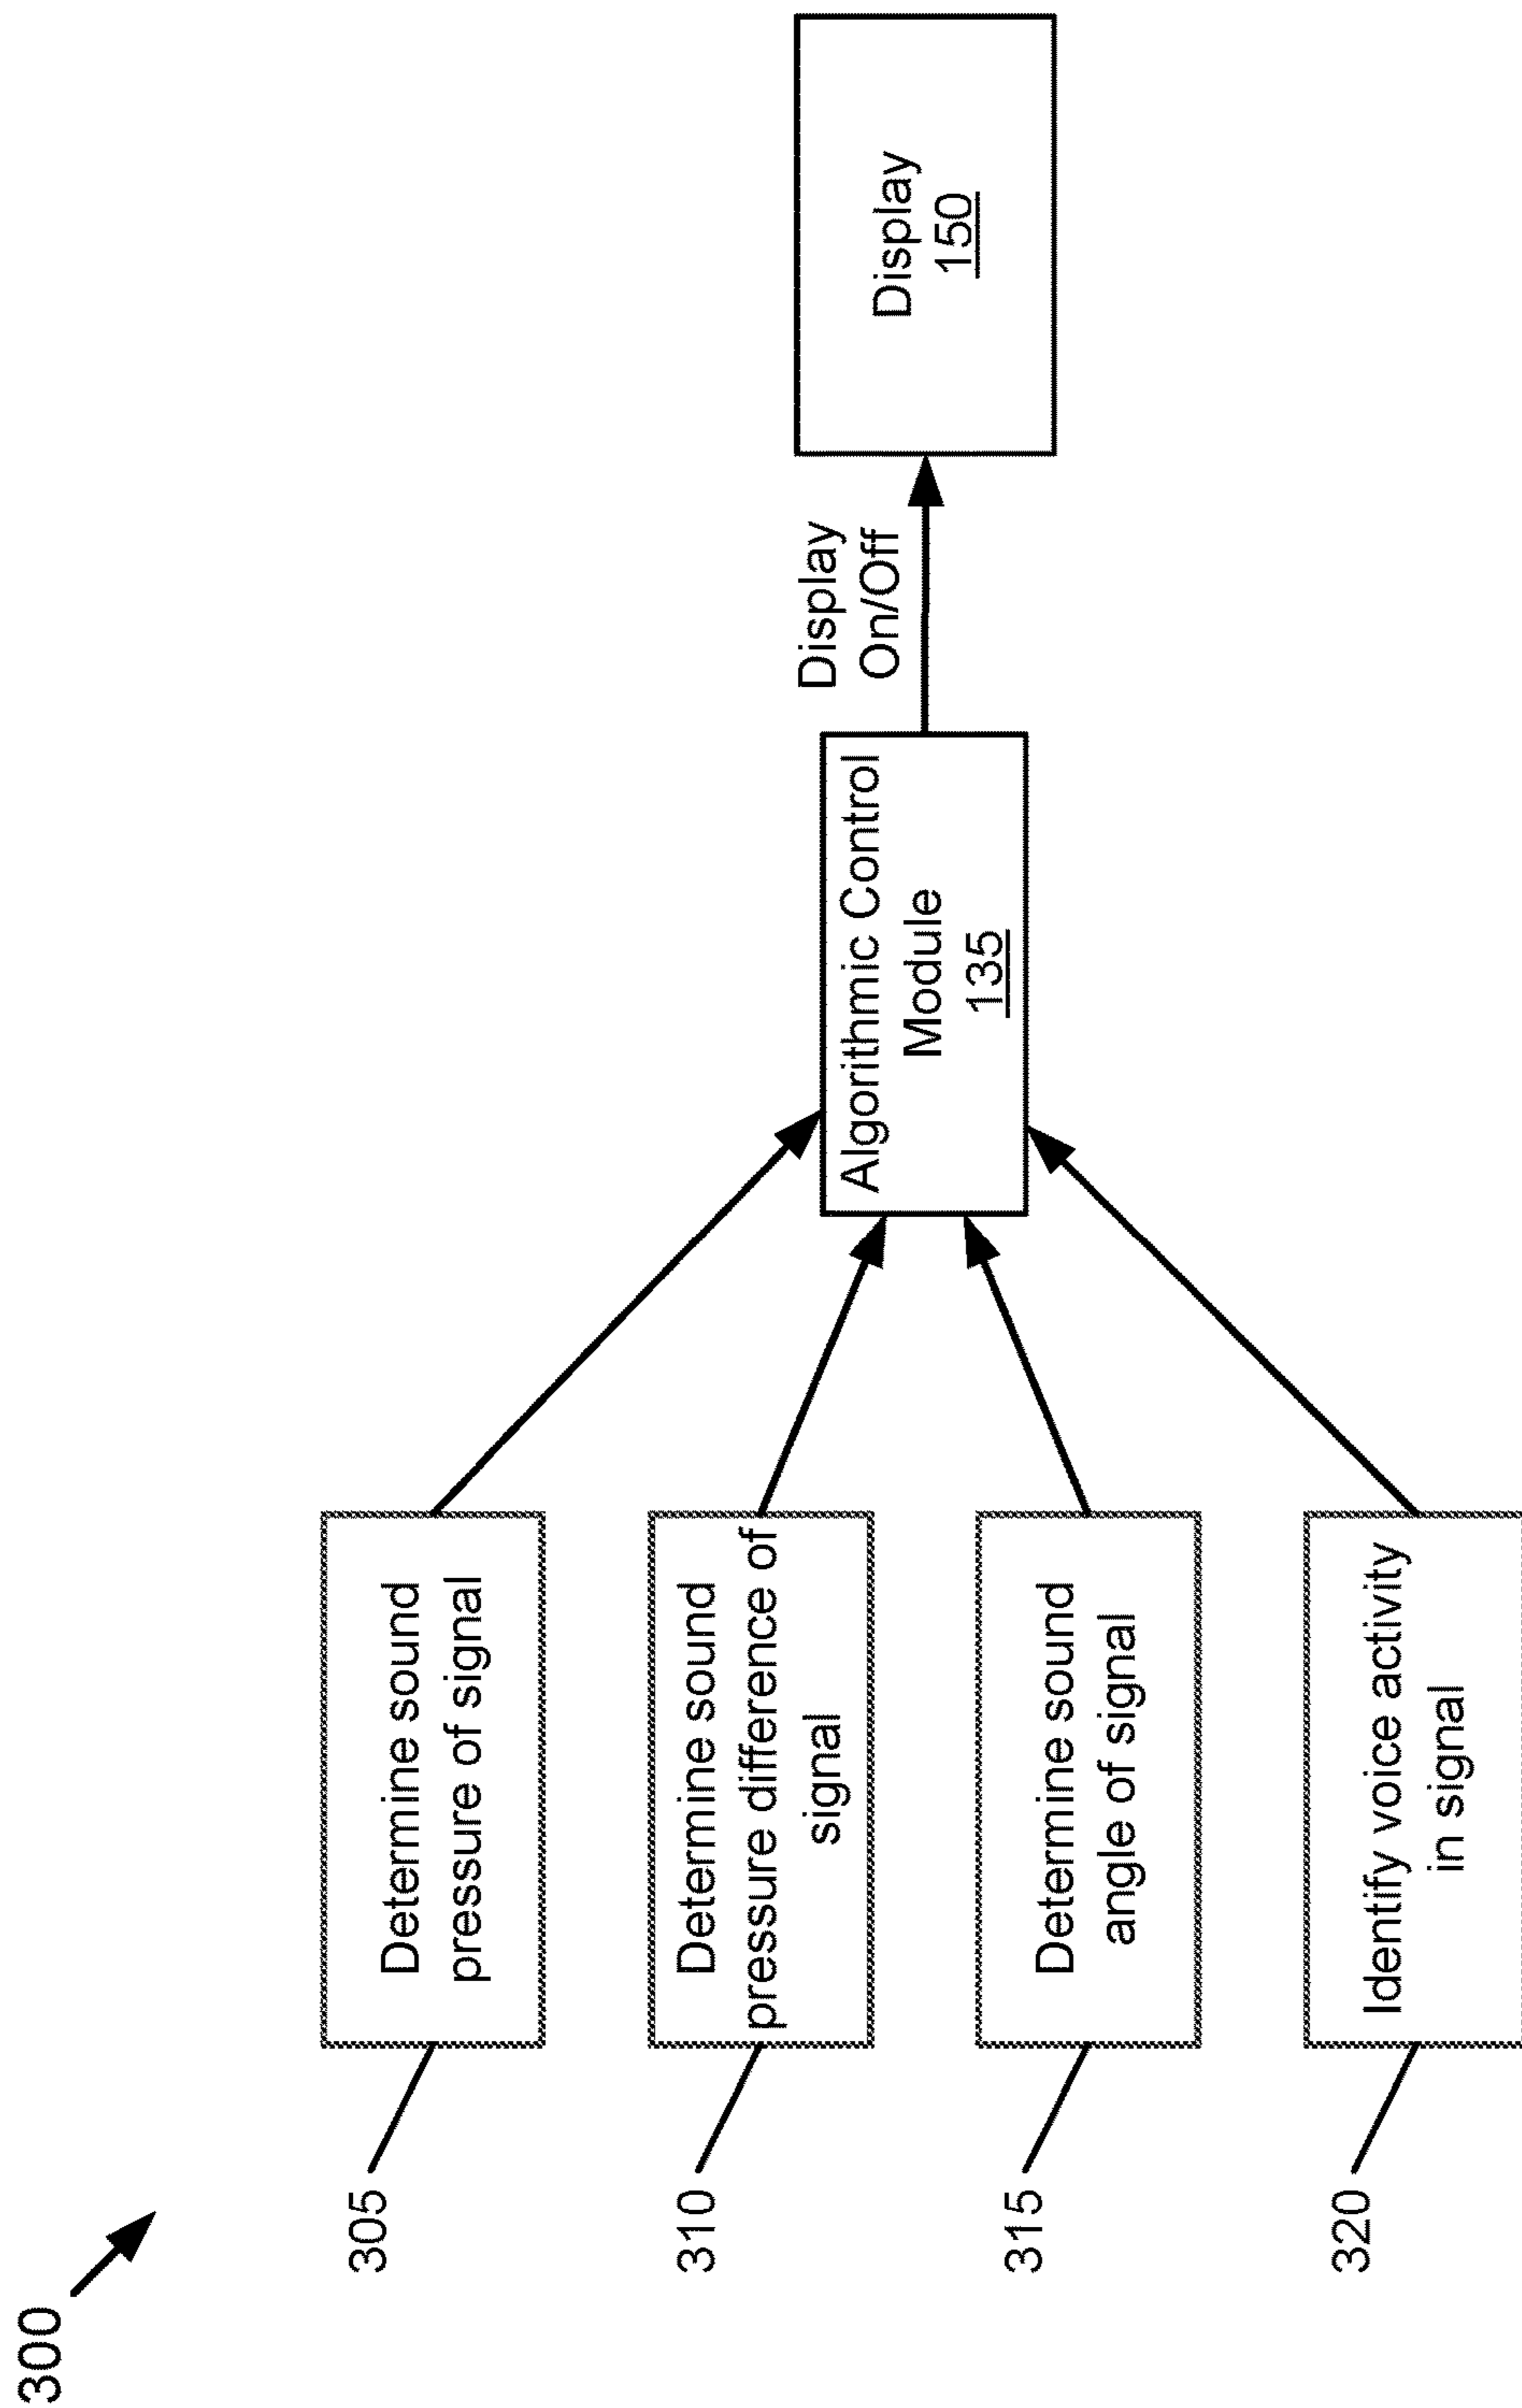 300
305
Determine sound
pressure of signal
310
Determine sound
pressure difference of
signal
315
Determine sound
angle of signal
320
Identify voice activity
in signal
Algorithmic Control
Module
135
Display
On/Off
Display
150